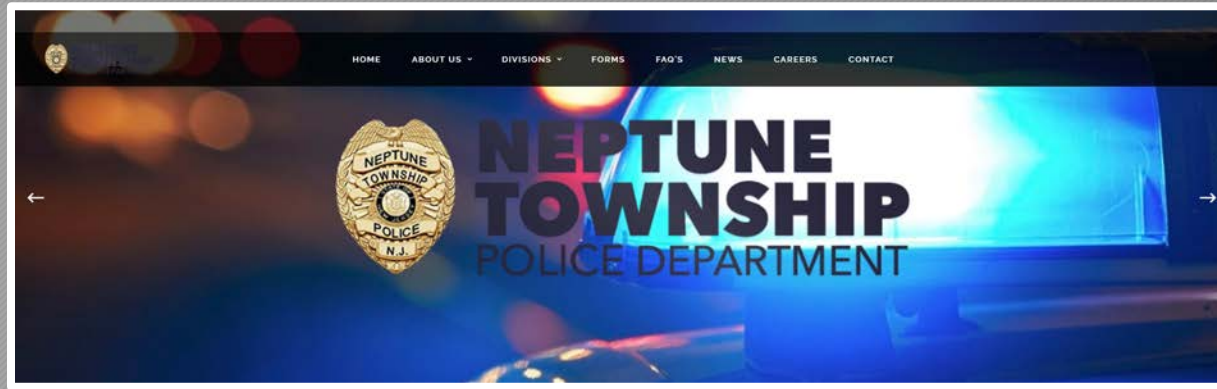 HOME ABOUT US DIVISIONS FORMS FAQ'S NEWS CAREERS CONTACT
NEPTUNE
TOWNSHIP
POLICE
N.J.
NEPTUNE
TOWNSHIP
POLICE DEPARTMENT